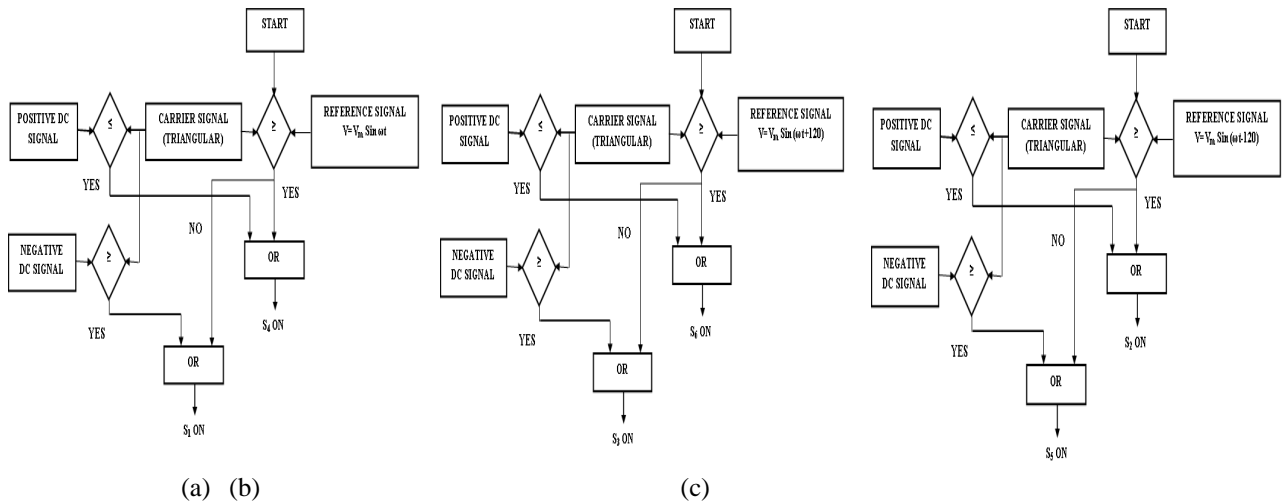 START
POSITIVE DC
SIGNAL
≤
CARRIER SIGNAL
(TRIANGULAR)
≥
REFERENCE SIGNAL
V= Vm Sin ωt
YES
YES
NO
NEGATIVE
DC SIGNAL
≥
OR
S4 ON
YES
OR
S1 ON
START
POSITIVE DC
SIGNAL
≤
CARRIER SIGNAL
(TRIANGULAR)
≥
REFERENCE SIGNAL
V= Vm Sin (ωt+120)
YES
YES
NO
NEGATIVE
DC SIGNAL
≥
OR
S6 ON
YES
OR
S3 ON
START
POSITIVE DC
SIGNAL
≤
CARRIER SIGNAL
(TRIANGULAR)
≥
REFERENCE SIGNAL
V= Vm Sin (ωt-120)
YES
YES
NO
NEGATIVE
DC SIGNAL
≥
OR
S2 ON
YES
OR
S5 ON
(a) (b) (c)